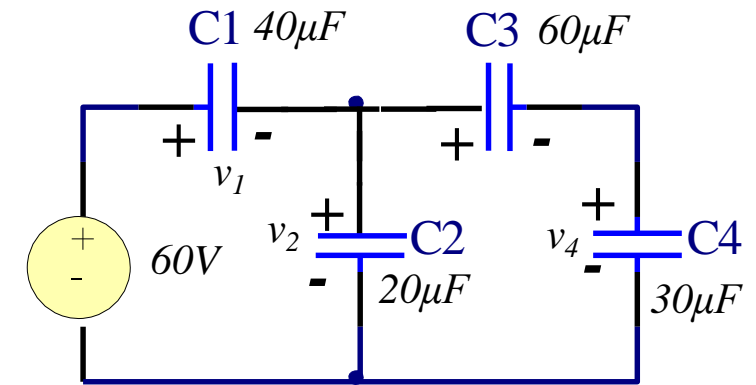 C1 40μF C3 60μF
+ - + -
v1
+ v2 C2 + v4 C4
+ - 60V - -
20μF 30μF